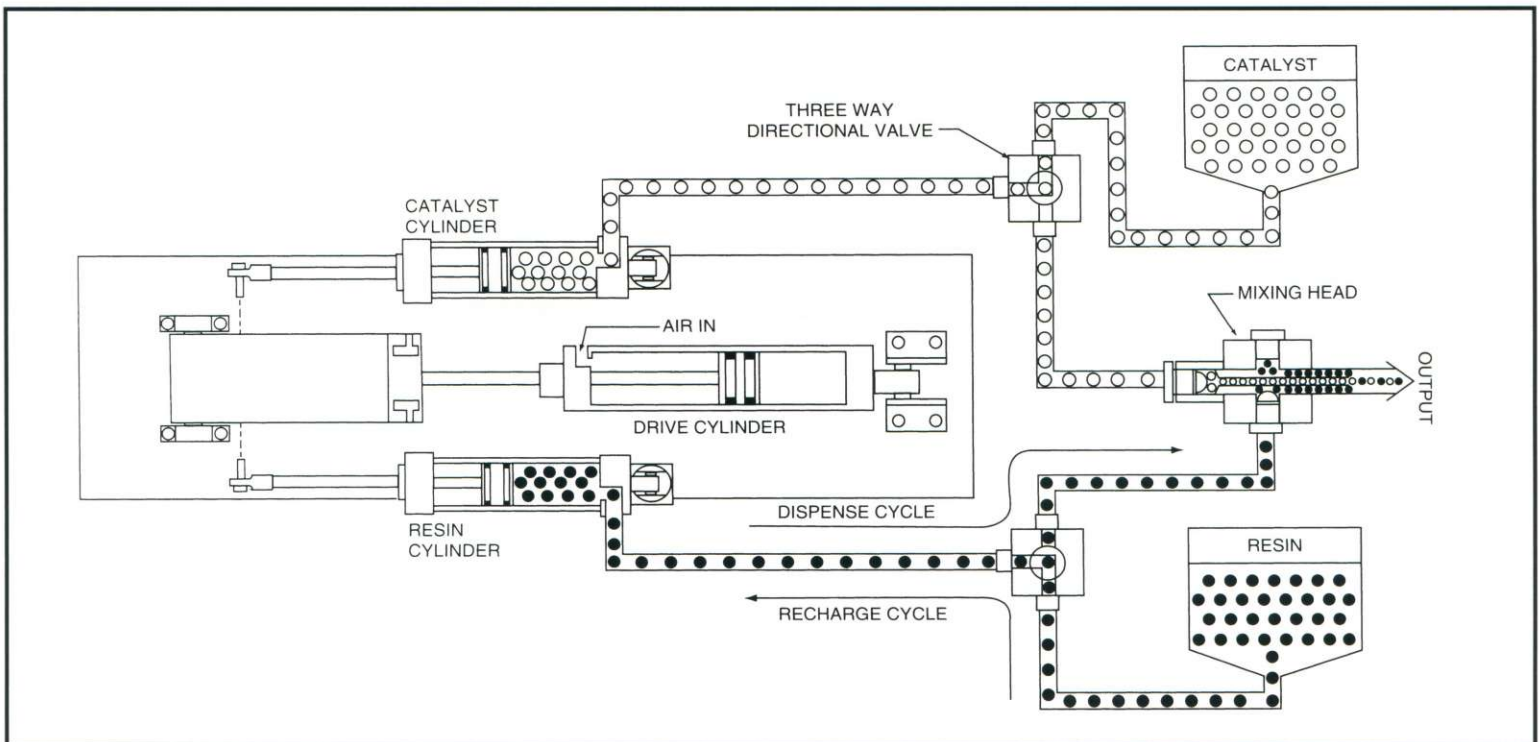 CATALYST
THREE WAY
DIRECTIONAL VALVE
CATALYST
CYLINDER
MIXING HEAD
AIR IN
OUTPUT
DRIVE CYLINDER
DISPENSE CYCLE
RESIN
CYLINDER
RESIN
RECHARGE CYCLE